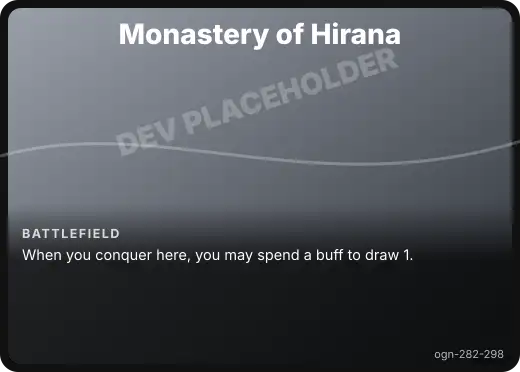 Monastery of Hirana
DEV PLACEHOLDER
BATTLEFIELD
When you conquer here, you may spend a buff to draw 1.
ogn-282-298